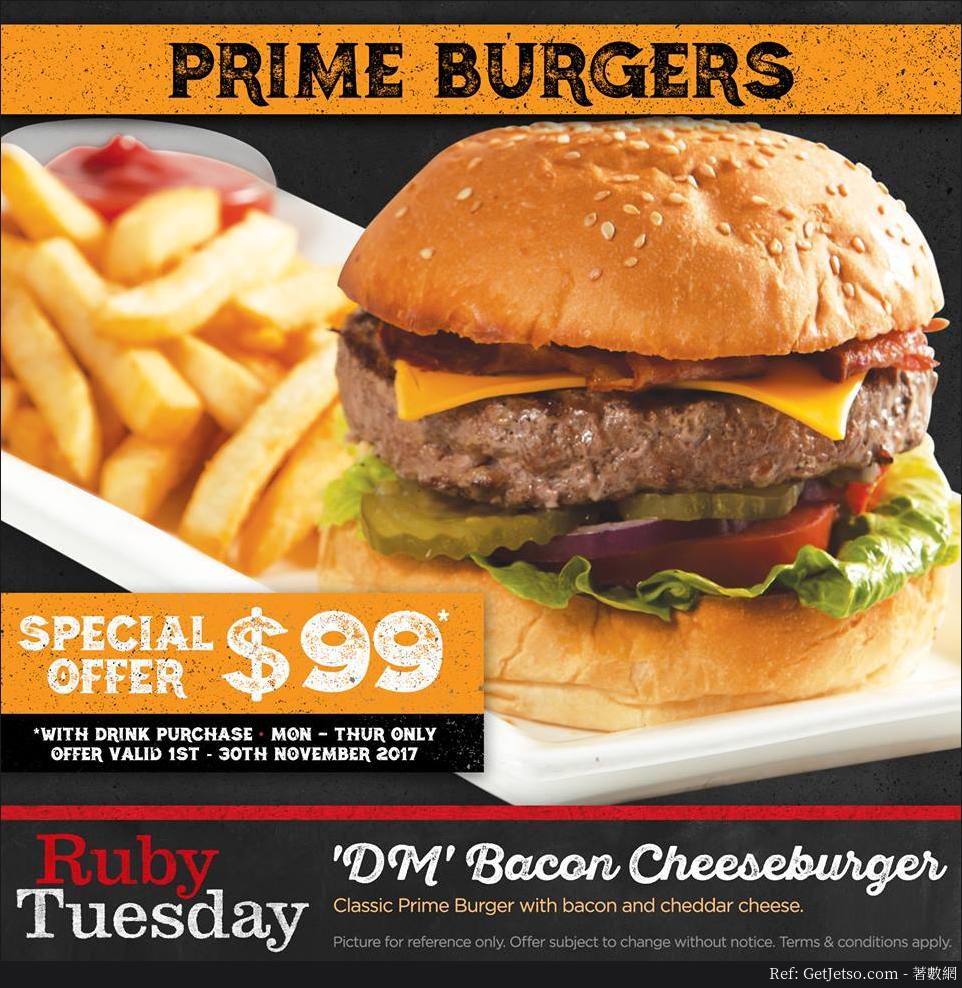 PRIME BURGERS
SPECIAL
OFFER $99*
*WITH DRINK PURCHASE · MON - THUR ONLY
OFFER VALID 1ST - 30TH NOVEMBER 2017
Ruby
Tuesday
'DM' Bacon Cheeseburger
Classic Prime Burger with bacon and cheddar cheese.
Picture for reference only. Offer subject to change without notice. Terms & conditions apply.
Ref: GetJetso.com - 著數網